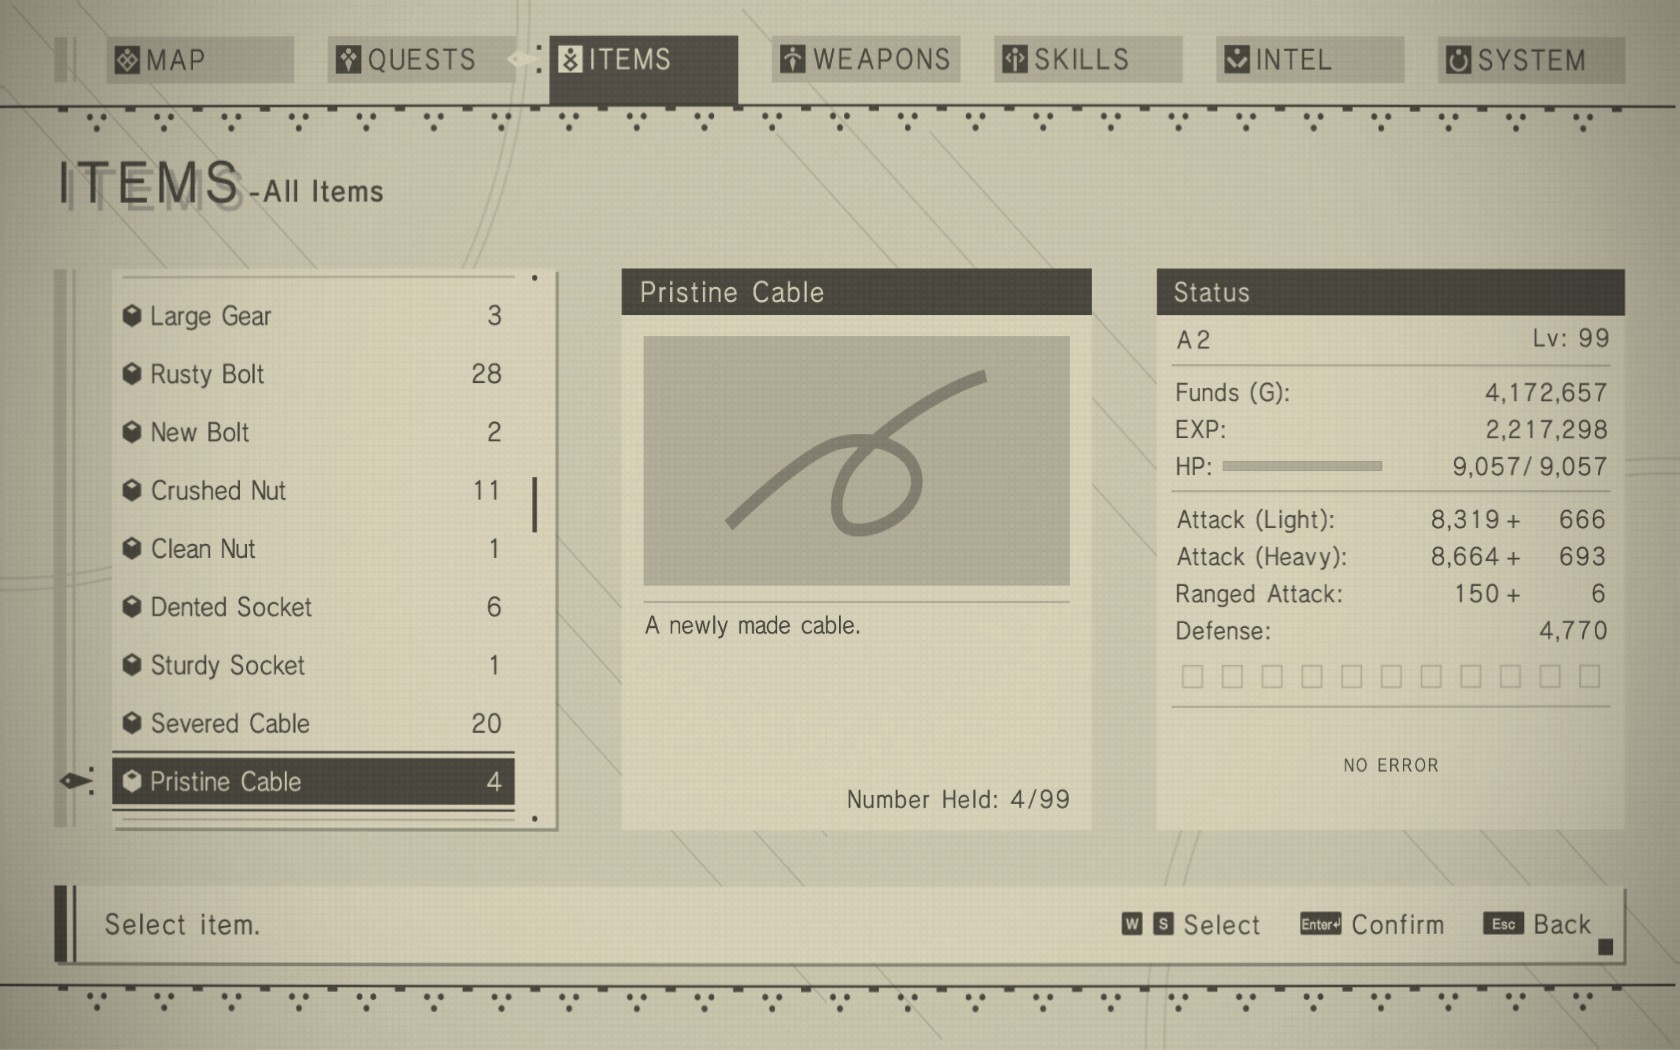 MAP QUESTS ITEMS WEAPONS SKILLS INTEL SYSTEM
ITEMS -All Items
Large Gear 3
Rusty Bolt 28
New Bolt 2
Crushed Nut 11
Clean Nut 1
Dented Socket 6
Sturdy Socket 1
Severed Cable 20
Pristine Cable 4
Pristine Cable
A newly made cable.
Number Held: 4/99
Status
A2 Lv: 99
Funds (G): 4,172,657
EXP: 2,217,298
HP: 9,057/ 9,057
Attack (Light): 8,319 + 666
Attack (Heavy): 8,664 + 693
Ranged Attack: 150 + 6
Defense: 4,770
NO ERROR
Select item.
W S Select Enter Confirm Esc Back